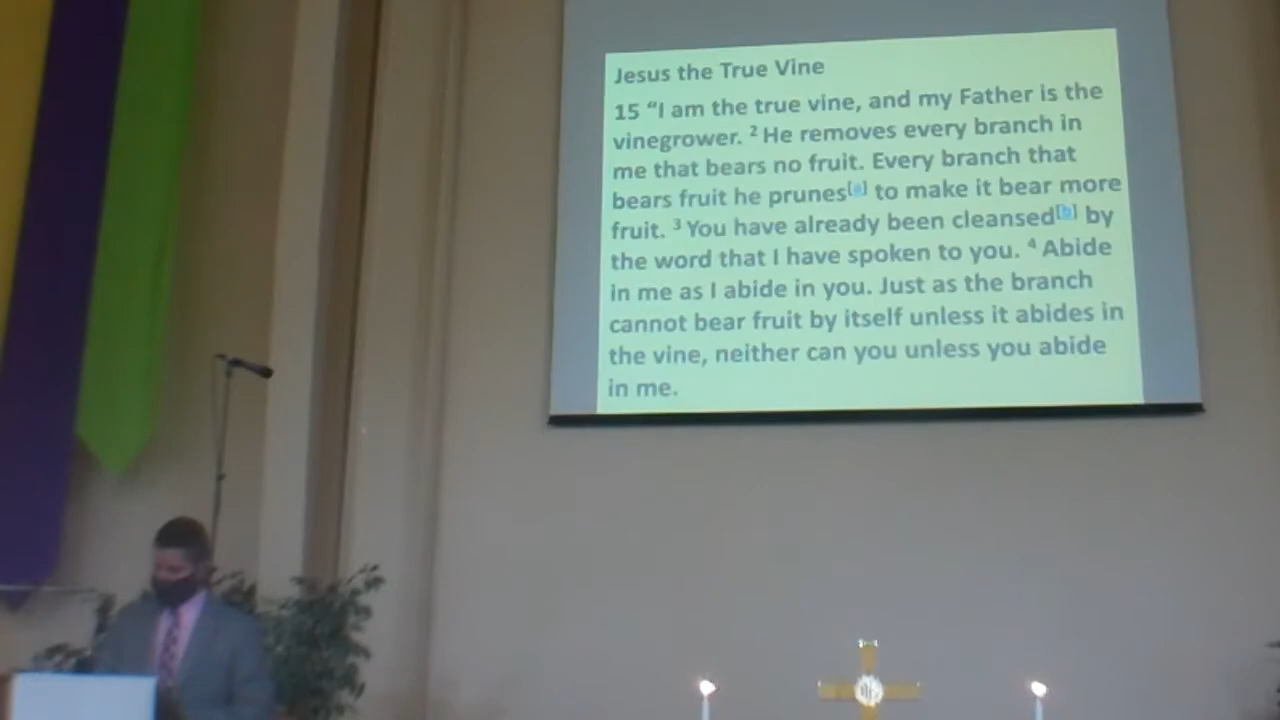 Jesus the True Vine
15 “I am the true vine, and my Father is the
vinegrower. 2 He removes every branch in
me that bears no fruit. Every branch that
bears fruit he prunes[a] to make it bear more
fruit. 3 You have already been cleansed[b] by
the word that I have spoken to you. 4 Abide
in me as I abide in you. Just as the branch
cannot bear fruit by itself unless it abides in
the vine, neither can you unless you abide
in me.